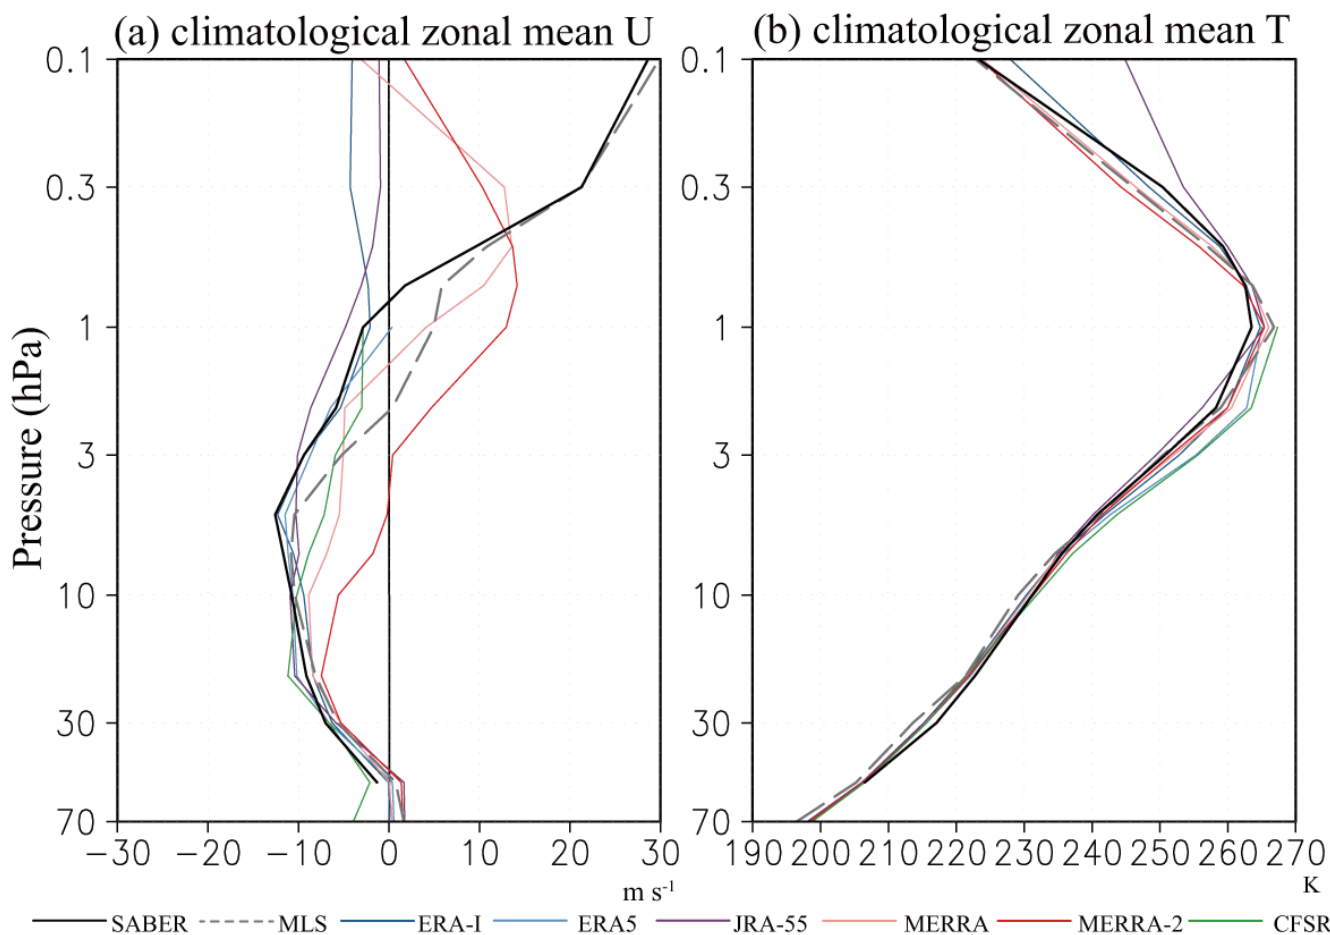 (a) climatological zonal mean U
(b) climatological zonal mean T
Pressure (hPa)
0.1
0.3
1
3
10
30
70
−30 −20 −10 0 10 20 30
m s-1
0.1
0.3
1
3
10
30
70
190 200 210 220 230 240 250 260 270
K
SABER MLS ERA-I ERA5 JRA-55 MERRA MERRA-2 CFSR